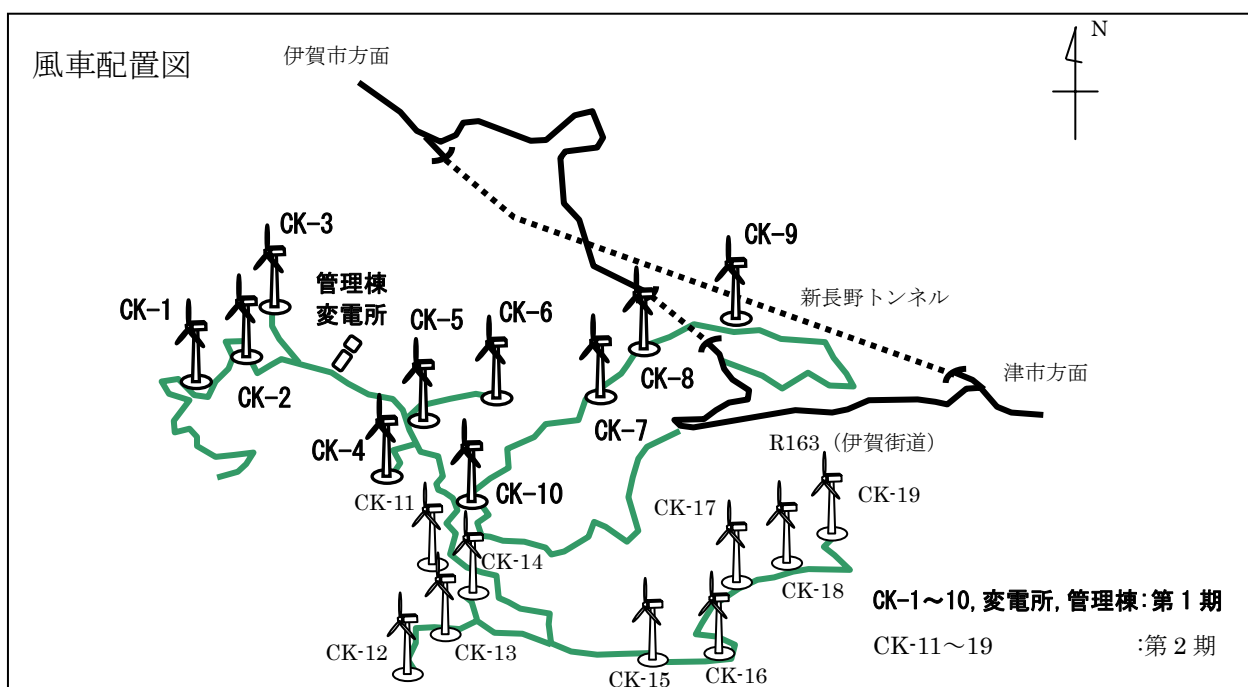 風車配置図
伊賀市方面
N
CK-3
CK-9
管理棟
変電所
CK-1
CK-5
CK-6
新長野トンネル
CK-2
CK-8
津市方面
CK-7
CK-4
R163（伊賀街道）
CK-11
CK-10
CK-17
CK-19
CK-14
CK-18
CK-1～10,変電所,管理棟:第１期
CK-12
CK-13
CK-15
CK-16
CK-11～19 :第２期